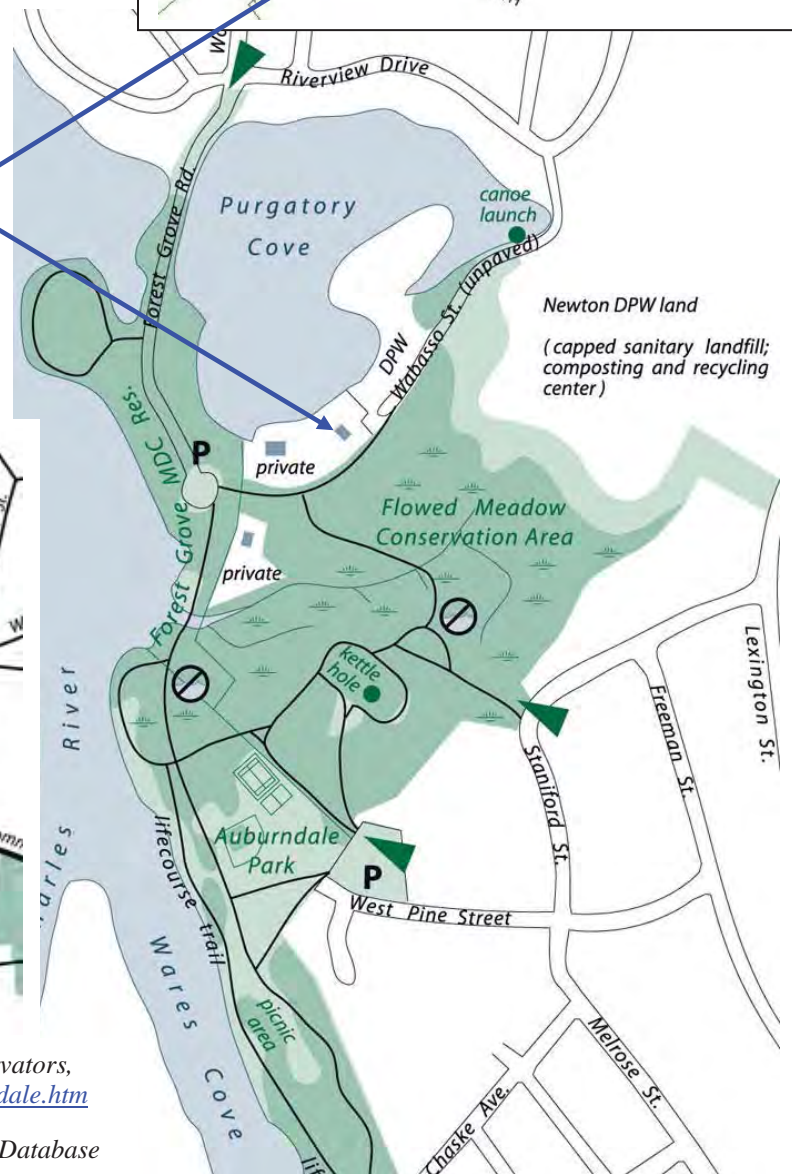 Riverview Drive
Forest Grove Rd.
Purgatory
Cove
canoe
launch
Wabasso St. (unpaved)
DPW
Newton DPW land
( capped sanitary landfill;
composting and recycling
center )
P
private
Forest Grove MDC Res.
Flowed Meadow
Conservation Area
private
kettle
hole
River
Lexington St.
Freeman St.
Staniford St.
Auburndale
Park
P
West Pine Street
lifecourse trail
Wares Cove
picnic
area
Melrose St.
Chaske Ave.
dale.htm
Database